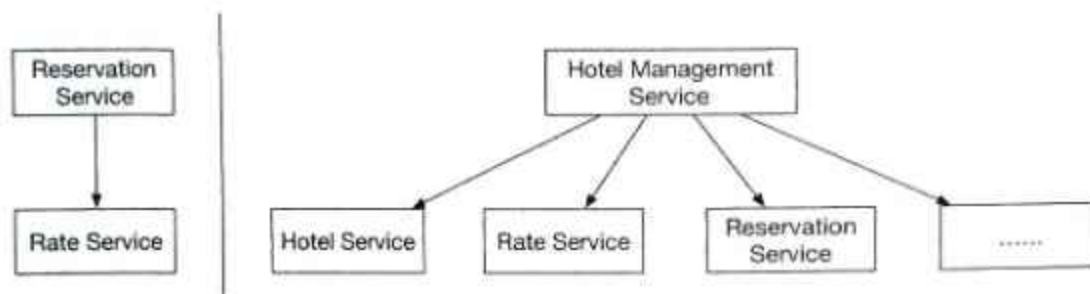 Reservation
Service
Rate Service
Hotel Management
Service
Hotel Service
Rate Service
Reservation
Service
......